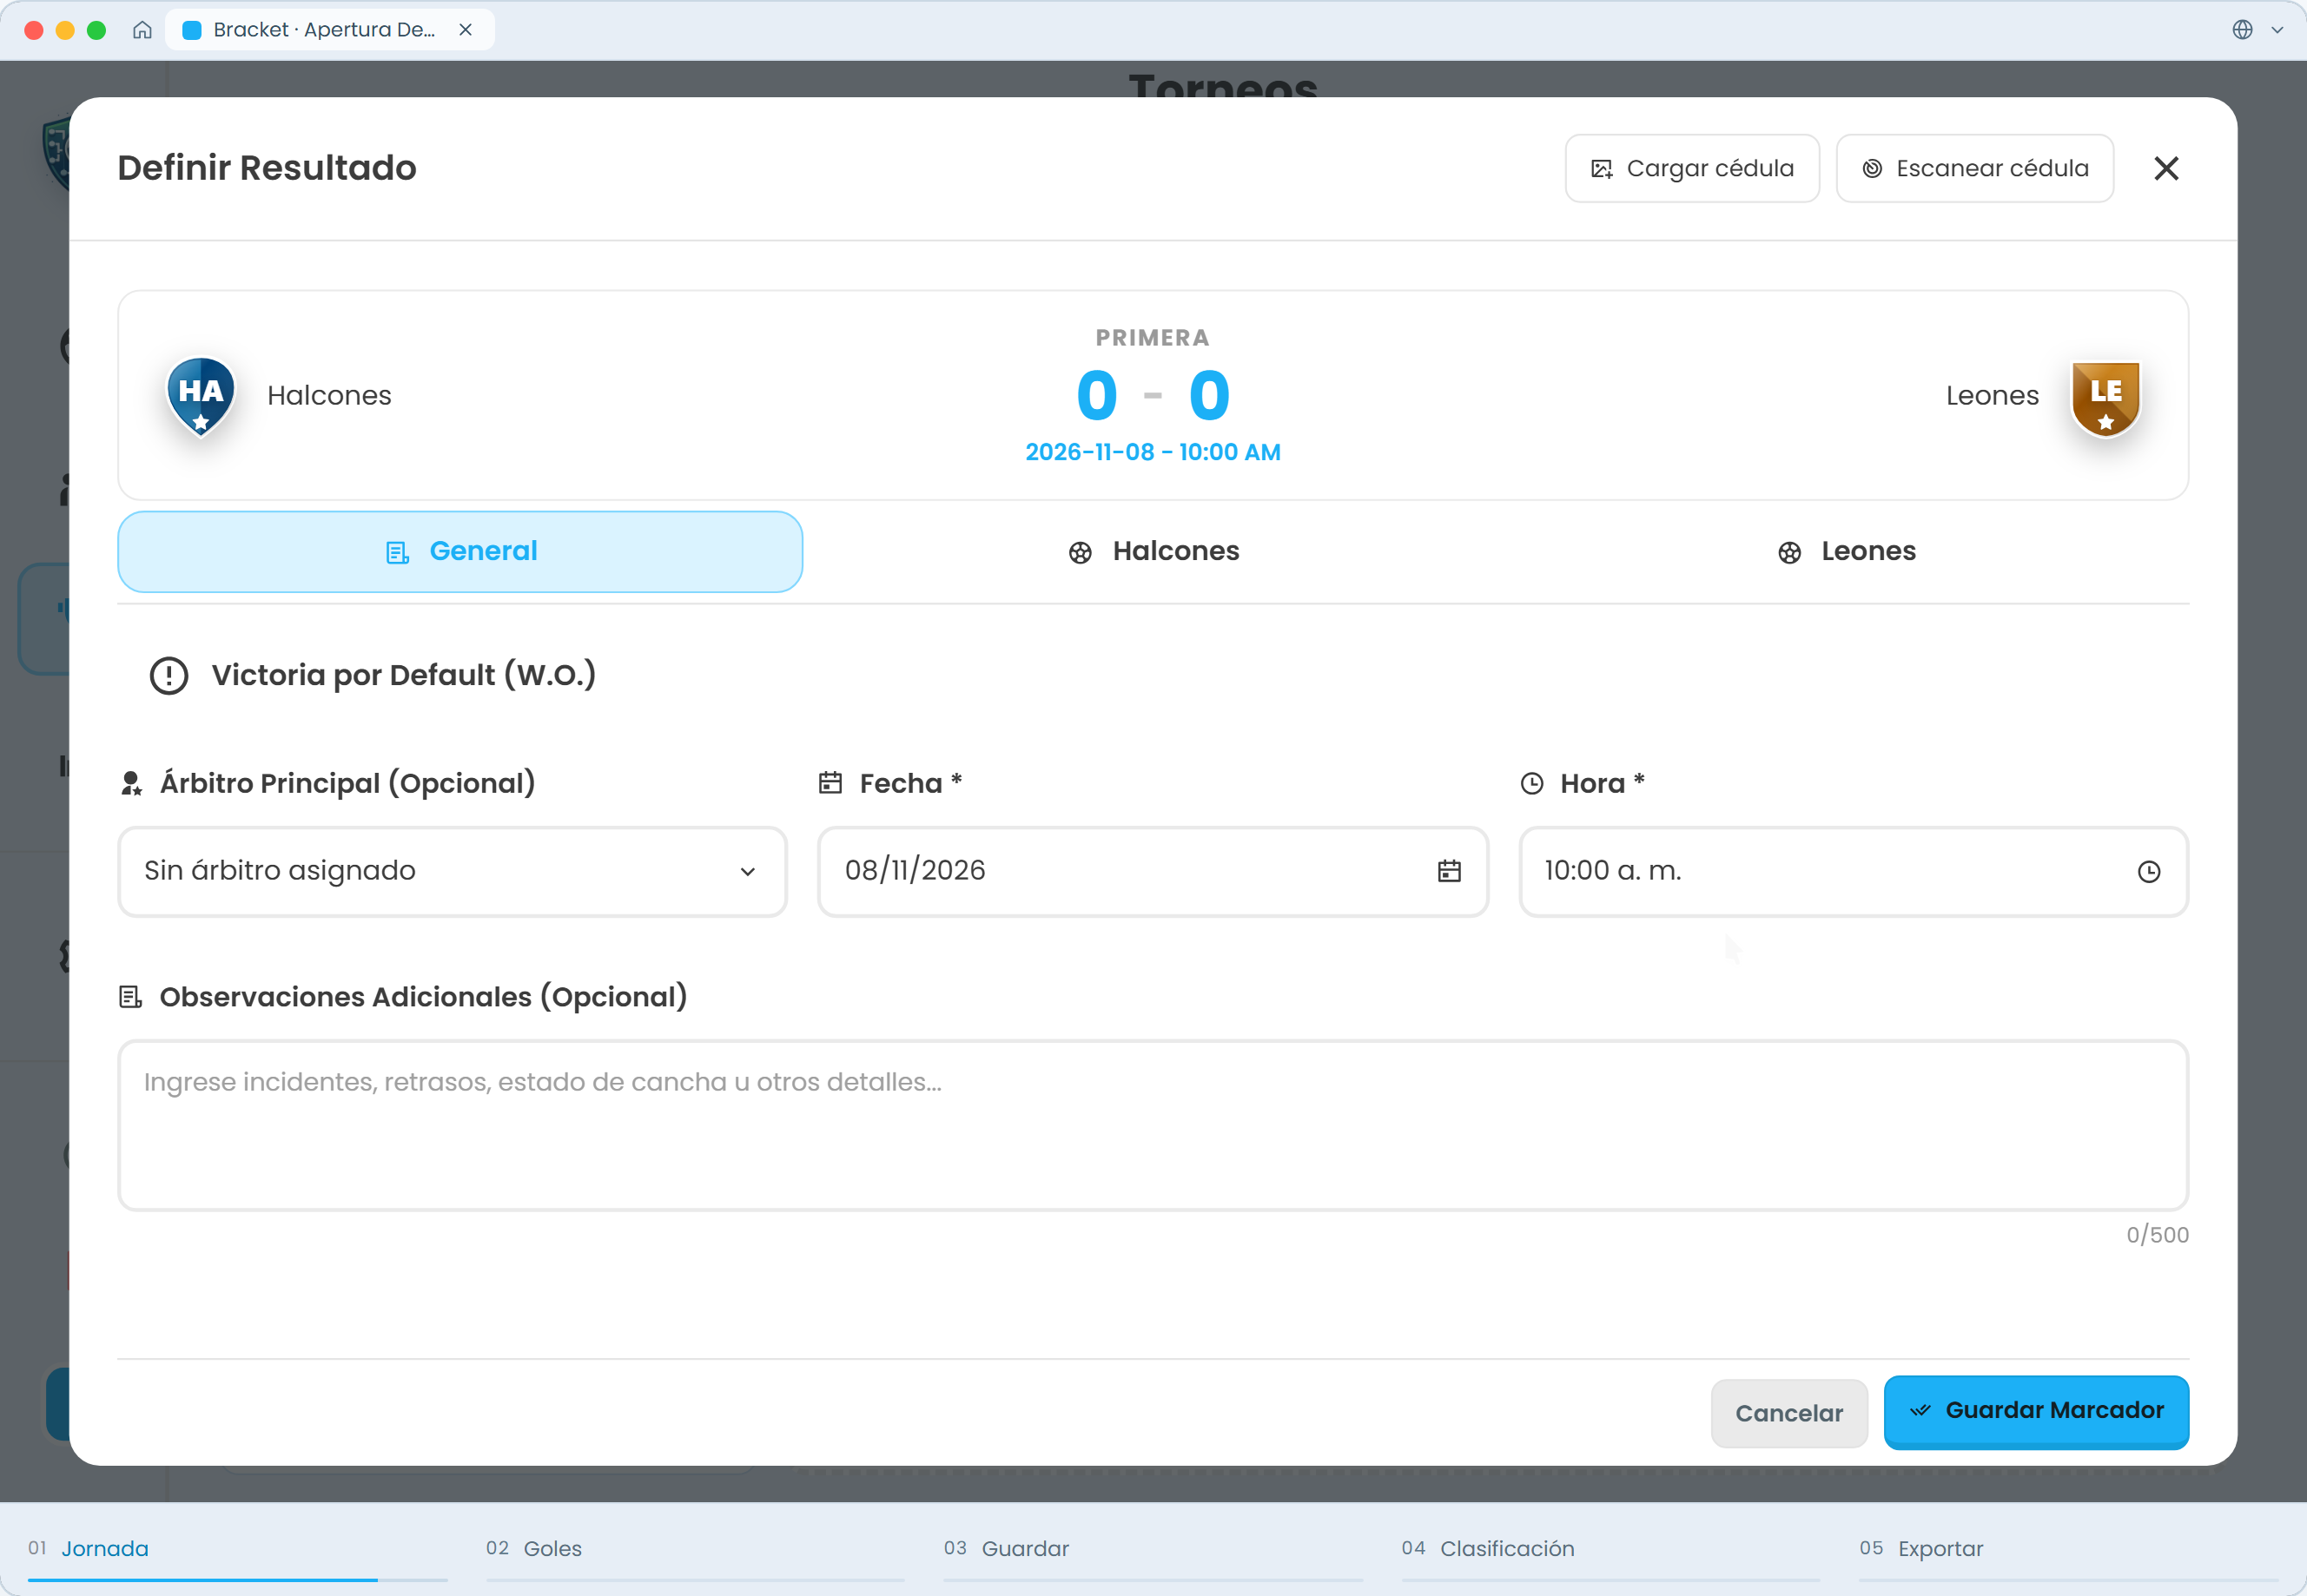 Bracket · Apertura De...
Torneos
Definir Resultado
Cargar cédula
Escanear cédula
PRIMERA
HA
Halcones
0 - 0
Leones
LE
2026-11-08 - 10:00 AM
General
Halcones
Leones
Victoria por Default (W.O.)
Árbitro Principal (Opcional)
Fecha *
Hora *
Sin árbitro asignado
08/11/2026
10:00 a. m.
Observaciones Adicionales (Opcional)
Ingrese incidentes, retrasos, estado de cancha u otros detalles...
0/500
Cancelar
Guardar Marcador
01 Jornada
02 Goles
03 Guardar
04 Clasificación
05 Exportar